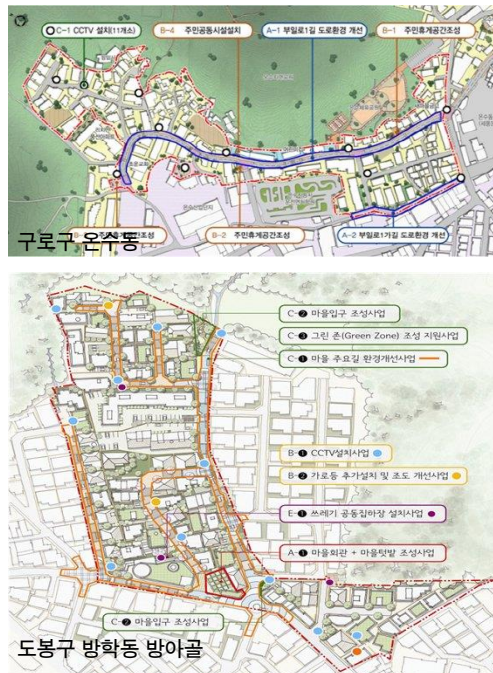 C-1 CCTV 설치(11개소)
B-4 주민공동시설설치
A-1 부일로1길 도로환경 개선
B-1 주민휴게공간조성
주민휴게공간조성
B-2 주민휴게공간조성
A-2 부일로1가길 도로환경 개선
구로구 온수동
C-❷ 마을입구 조성사업
C-❸ 그린 존(Green Zone) 조성 지원사업
C-❶ 마을 주요길 환경개선사업
B-❶ CCTV설치사업
B-❷ 가로등 추가설치 및 조도 개선사업
E-❶ 쓰레기 공동집하장 설치사업
A-❶ 마을회관 + 마을텃밭 조성사업
C-❷ 마을입구 조성사업
도봉구 방학동 방아골